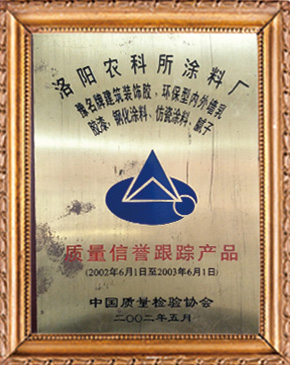 洛阳农科所涂料厂
豫名牌建筑装饰胶，环保型内外墙乳
胶漆、钢化涂料、仿瓷涂料、腻子
质量信誉跟踪产品
(2002年6月1日至2003年6月1日)
中国质量检验协会
二〇〇二年五月